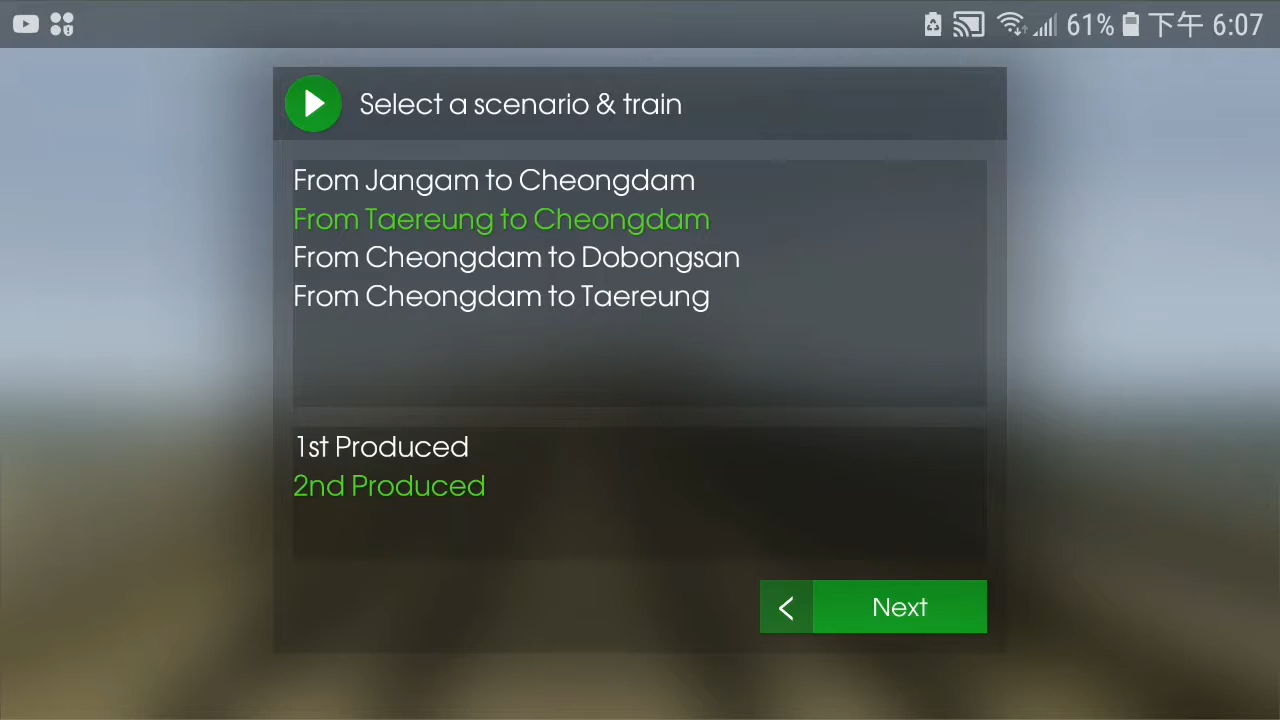 61% 下午 6:07
Select a scenario & train
From Jangam to Cheongdam
From Taereung to Cheongdam
From Cheongdam to Dobongsan
From Cheongdam to Taereung
1st Produced
2nd Produced
Next